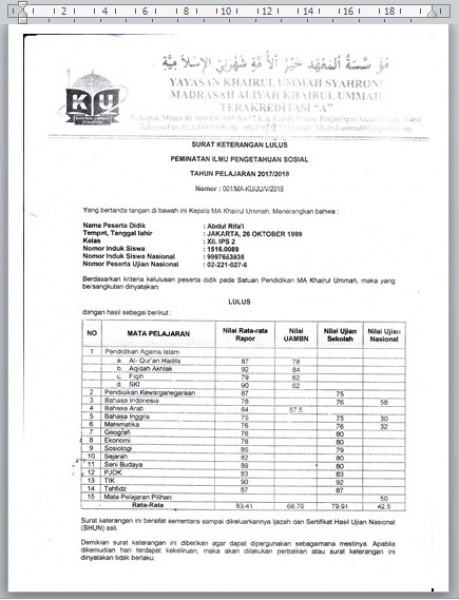 2 4 6 8 10 12 14 16 18
YAYASAN KHAIRUL UMMAH SYAHRONI
MADRASAH ALIYAH KHAIRUL UMMAH
TERAKREDITASI "A"
KU
SURAT KETERANGAN LULUS
PEMINATAN ILMU PENGETAHUAN SOSIAL
TAHUN PELAJARAN 2017/2018
Nomor : 001/MA-KU/JU/V/2018
Yang bertanda tangan di bawah ini Kepala MA Khairul Ummah, Menerangkan bahwa :
Nama Peserta Didik : Abdul Rifa'i
Tempat, Tanggal lahir : JAKARTA, 26 OKTOBER 1999
Kelas : XII. IPS 2
Nomor Induk Siswa : 1516.0089
Nomor Induk Siswa Nasional : 9997653935
Nomor Peserta Ujian Nasional : 02-221-027-6
Berdasarkan kriteria kelulusan peserta didik pada Satuan Pendidikan MA Khairul Ummah, maka yang
bersangkutan dinyatakan:
LULUS
dangan hasil sebagai berikut :
NO MATA PELAJARAN Nilai Rata-rata Rapor Nilai UAMBN Nilai Ujian Sekolah Nilai Ujian Nasional
1 Pendidikan Agama Islam
a. Al- Qur'an Hadits 87 78
b. Aqidah Akhlak 92 84
c. Fiqih 79 62
d. SKI 90 62
2 Pendidikan Kewarganegaraan 87 75
3 Bahasa Indonesia 78 76 58
4 Bahasa Arab 84 57.5
5 Bahasa Inggris 75 75 30
6 Matematika 76 76 32
7 Geografi 76 80
8 Ekonomi 78 80
9 Sosiologi 85 79
10 Sejarah 82 80
11 Seni Budaya 89 80
12 PJOK 83 83
13 TIK 90 92
14 Tahfidz 87 87
15 Mata Pelajaran Pilihan 50
Rata-Rata 83.41 68.70 79.91 42.5
Surat keterangan ini bersifat sementara sampai dikeluarkannya Ijazah dan Sertifikat Hasil Ujian Nasional
(SHUN) asli.
Demikian surat keterangan ini diberikan agar dapat dipergunakan sebagaimana mestinya. Apabila
dikemudian hari terdapat kekeliruan, maka akan dilakukan perbaikan atau surat keterangan ini
dinyatakan tidak berlaku.